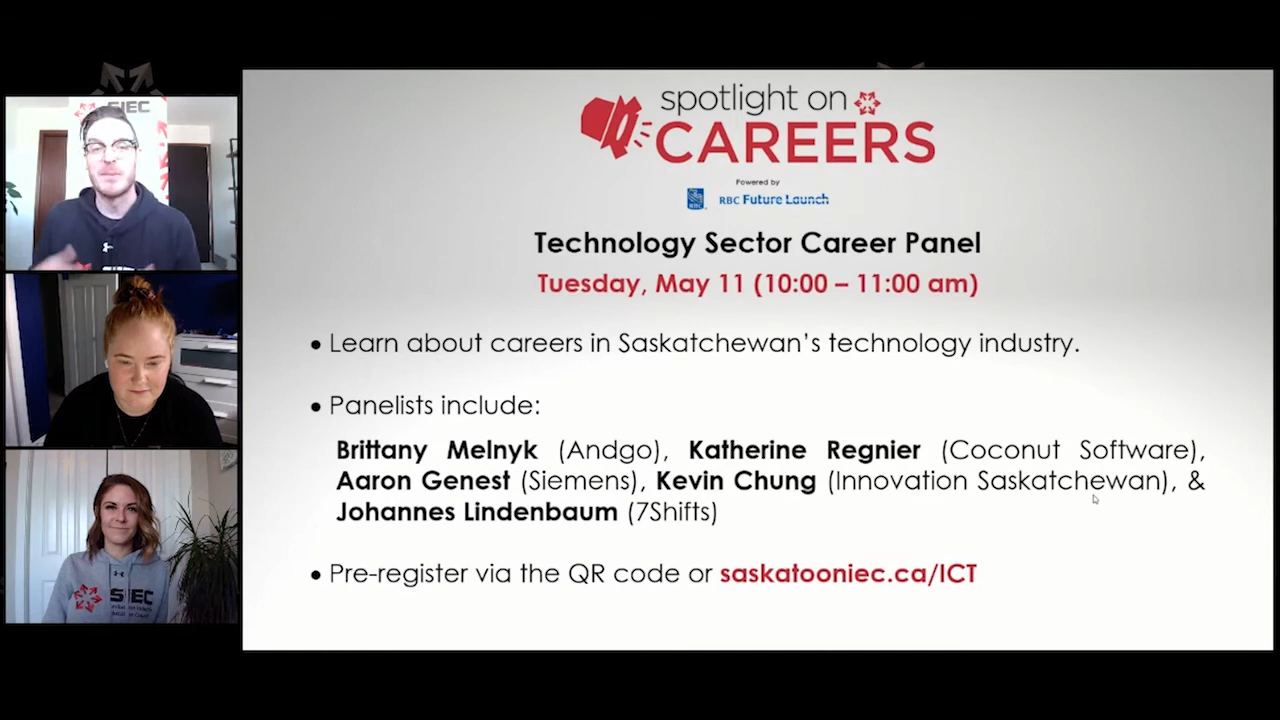 SIEC
spotlight on
CAREERS
Powered by
RBC
RBC Future Launch
Technology Sector Career Panel
Tuesday, May 11 (10:00 – 11:00 am)
• Learn about careers in Saskatchewan’s technology industry.
• Panelists include:
Brittany Melnyk (Andgo), Katherine Regnier (Coconut Software),
Aaron Genest (Siemens), Kevin Chung (Innovation Saskatchewan), &
Johannes Lindenbaum (7Shifts)
• Pre-register via the QR code or saskatooniec.ca/ICT
SIEC